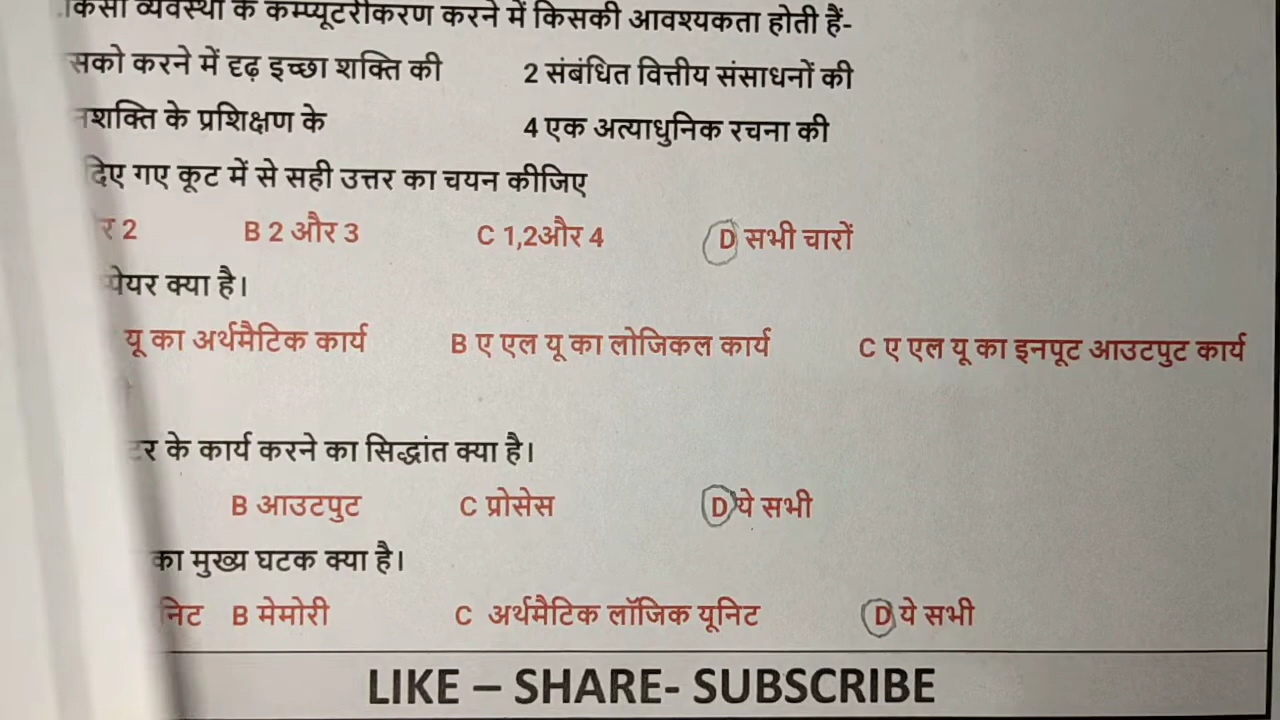 किसी व्यवस्था के कम्प्यूटरीकरण करने में किसकी आवश्यकता होती हैं-
सको करने में दृढ़ इच्छा शक्ति की 2 संबंधित वित्तीय संसाधनों की
शक्ति के प्रशिक्षण के 4 एक अत्याधुनिक रचना की
दिए गए कूट में से सही उत्तर का चयन कीजिए
र 2 B 2 और 3 C 1,2और 4 D सभी चारों
पेयर क्या है।
यू का अर्थमैटिक कार्य B ए एल यू का लोजिकल कार्य C ए एल यू का इनपूट आउटपुट कार्य
र के कार्य करने का सिद्धांत क्या है।
B आउटपुट C प्रोसेस D ये सभी
का मुख्य घटक क्या है।
निट B मेमोरी C अर्थमैटिक लॉजिक यूनिट D ये सभी
LIKE – SHARE- SUBSCRIBE